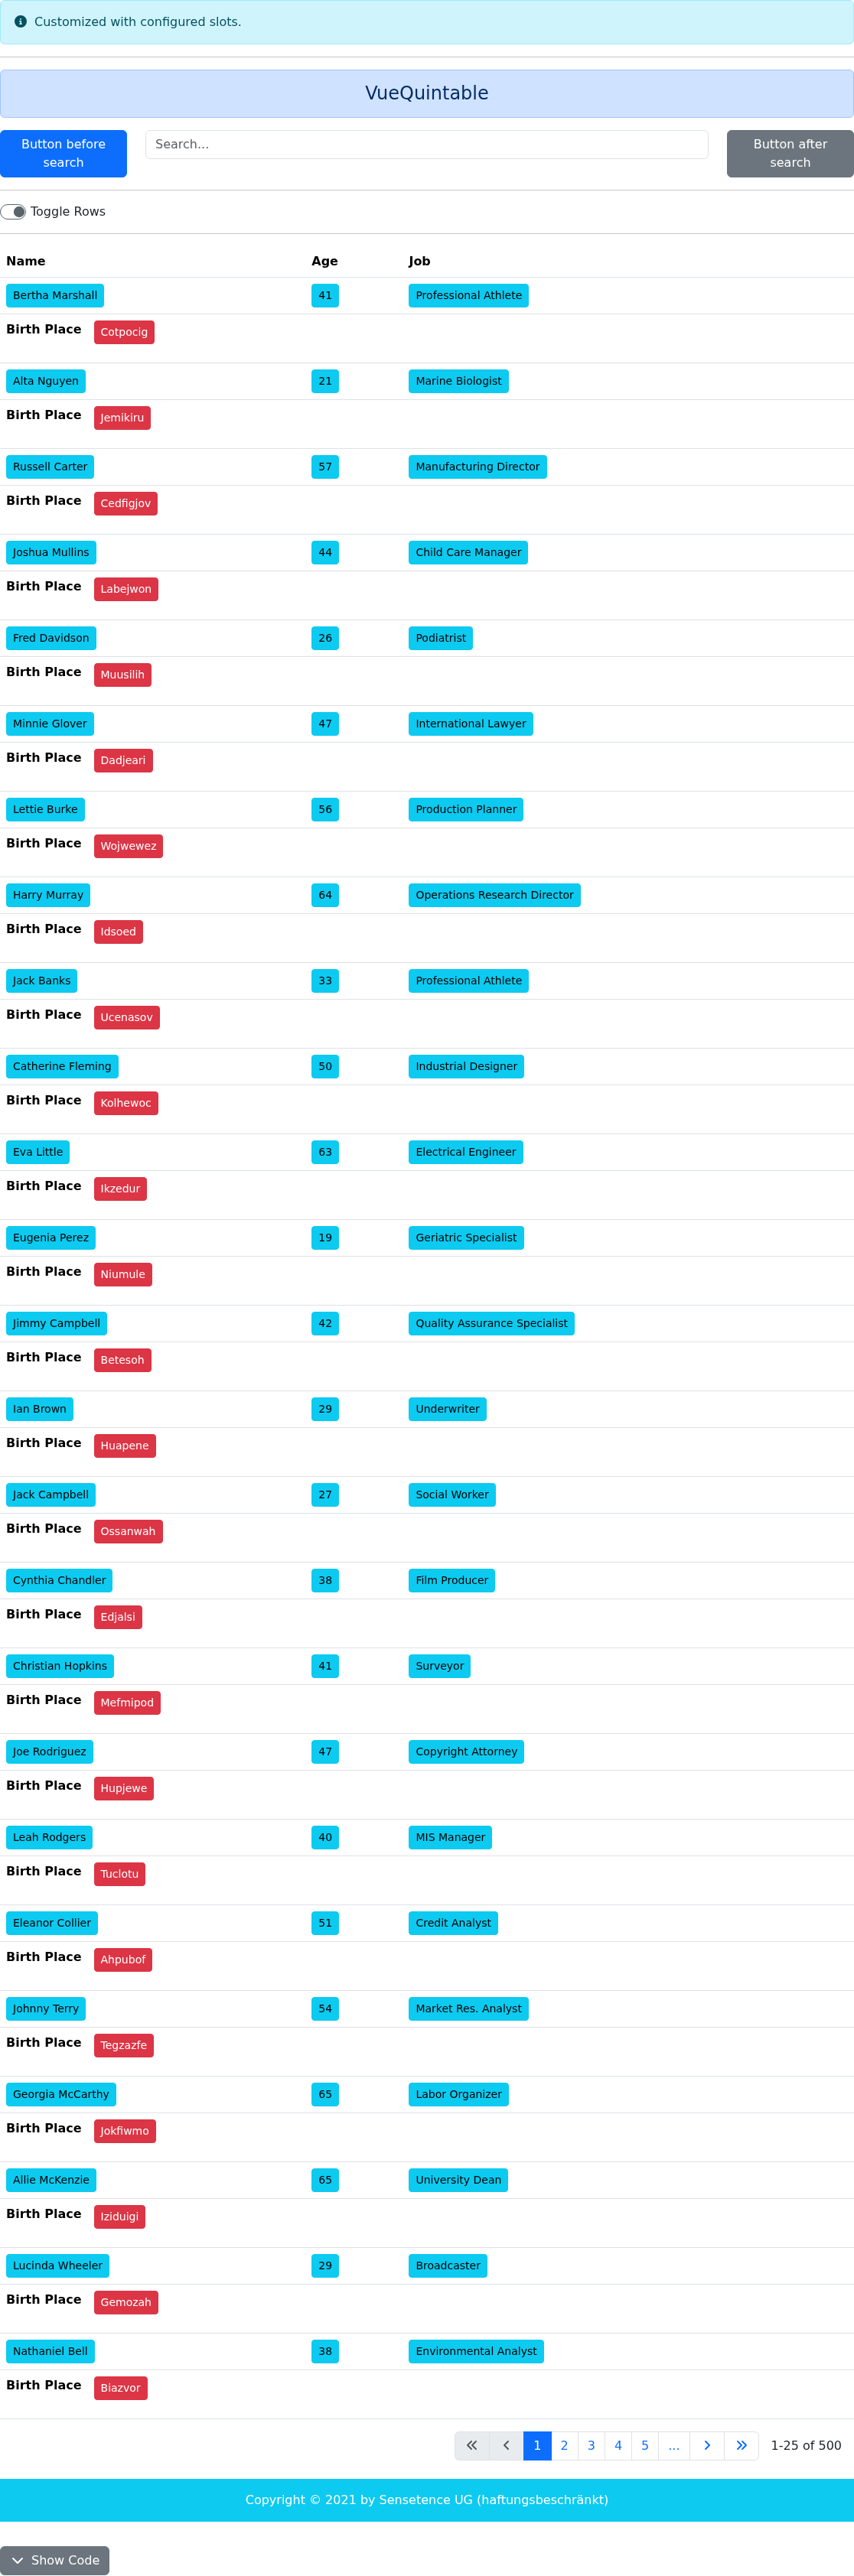 Customized with configured slots.
VueQuintable
Button before search
Search...
Button after search
Toggle Rows
Name Age Job
Bertha Marshall 41 Professional Athlete
Birth Place Cotpocig
Alta Nguyen 21 Marine Biologist
Birth Place Jemikiru
Russell Carter 57 Manufacturing Director
Birth Place Cedfigjov
Joshua Mullins 44 Child Care Manager
Birth Place Labejwon
Fred Davidson 26 Podiatrist
Birth Place Muusilih
Minnie Glover 47 International Lawyer
Birth Place Dadjeari
Lettie Burke 56 Production Planner
Birth Place Wojwewez
Harry Murray 64 Operations Research Director
Birth Place Idsoed
Jack Banks 33 Professional Athlete
Birth Place Ucenasov
Catherine Fleming 50 Industrial Designer
Birth Place Kolhewoc
Eva Little 63 Electrical Engineer
Birth Place Ikzedur
Eugenia Perez 19 Geriatric Specialist
Birth Place Niumule
Jimmy Campbell 42 Quality Assurance Specialist
Birth Place Betesoh
Ian Brown 29 Underwriter
Birth Place Huapene
Jack Campbell 27 Social Worker
Birth Place Ossanwah
Cynthia Chandler 38 Film Producer
Birth Place Edjalsi
Christian Hopkins 41 Surveyor
Birth Place Mefmipod
Joe Rodriguez 47 Copyright Attorney
Birth Place Hupjewe
Leah Rodgers 40 MIS Manager
Birth Place Tuclotu
Eleanor Collier 51 Credit Analyst
Birth Place Ahpubof
Johnny Terry 54 Market Res. Analyst
Birth Place Tegzazfe
Georgia McCarthy 65 Labor Organizer
Birth Place Jokfiwmo
Allie McKenzie 65 University Dean
Birth Place Iziduigi
Lucinda Wheeler 29 Broadcaster
Birth Place Gemozah
Nathaniel Bell 38 Environmental Analyst
Birth Place Biazvor
1 2 3 4 5 ... 1-25 of 500
Copyright © 2021 by Sensetence UG (haftungsbeschränkt)
Show Code